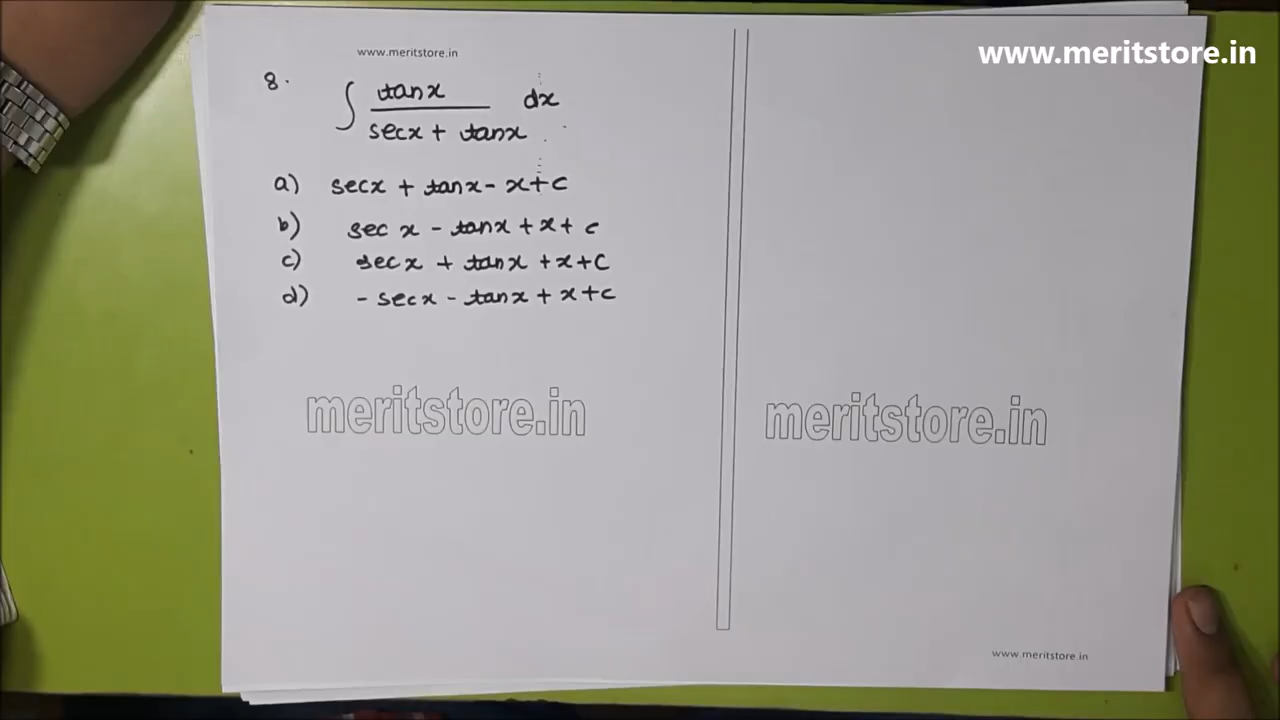 www.meritstore.in
www.meritstore.in
8.
∫ tanx / secx + tanx dx
a) secx + tanx - x + c
b) sec x - tanx + x + c
c) secx + tanx + x + C
d) - secx - tanx + x + c
meritstore.in
meritstore.in
www.meritstore.in